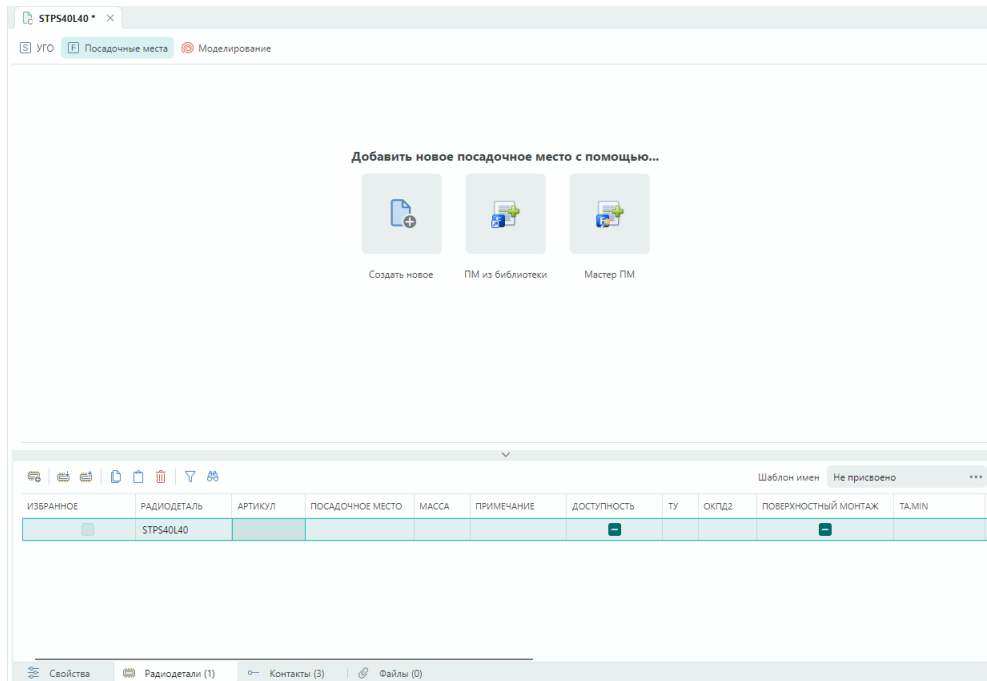 STPS40L40 *
S УГО F Посадочные места Моделирование
Добавить новое посадочное место с помощью...
Создать новое ПМ из библиотеки Мастер ПМ
Шаблон имен Не присвоено ...
ИЗБРАННОЕ РАДИОДЕТАЛЬ АРТИКУЛ ПОСАДОЧНОЕ МЕСТО МАССА ПРИМЕЧАНИЕ ДОСТУПНОСТЬ ТУ ОКПД2 ПОВЕРХНОСТНЫЙ МОНТАЖ TA.MIN
STPS40L40
Свойства Радиодетали (1) Контакты (3) Файлы (0)